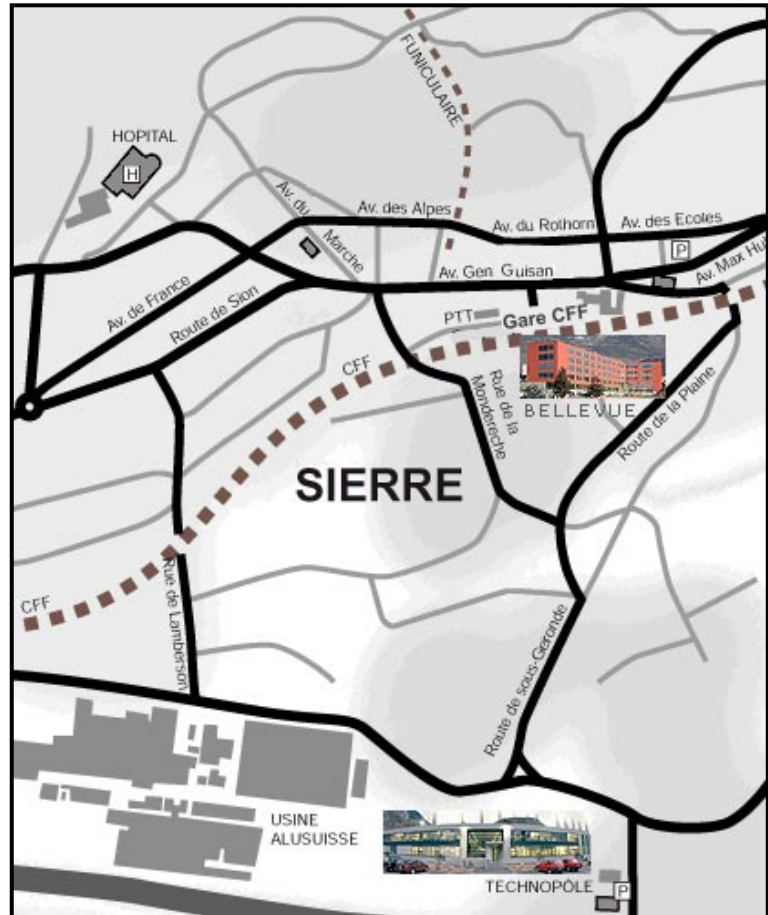 FUNICULAIRE
HOPITAL
H
Av. du
Marche
Av. des Alpes
Av. du Rothorn
Av. des Ecoles
P
Av. Gen Guisan
Av. Max Hu
Av. de France
Route de Sion
PTT
Gare CFF
CFF
BELLEVUE
Rue de la
Mondereche
Route de la Plaine
SIERRE
CFF
Rue de Lamberson
Route de sous-Geronde
USINE
ALUSUISSE
TECHNOPÔLE
P